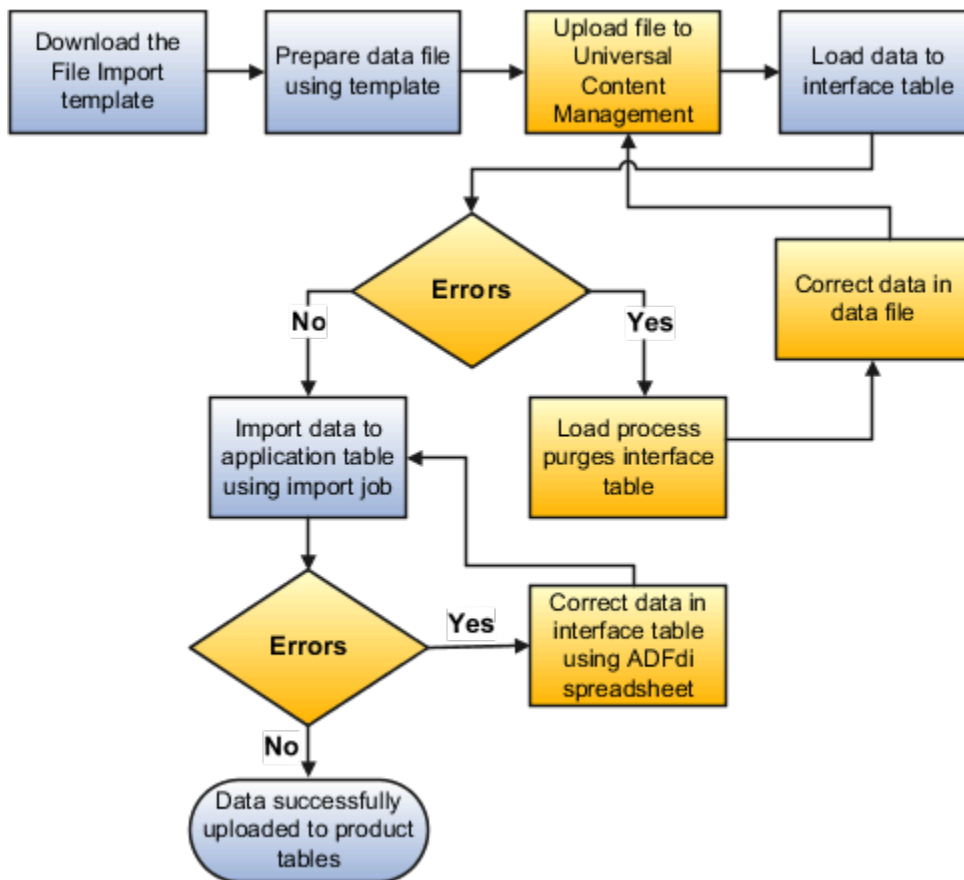 Download the
File Import
template
Prepare data file
using template
Upload file to
Universal
Content
Management
Load data to
interface table
Errors
No
Yes
Correct data in
data file
Import data to
application table
using import job
Load process
purges interface
table
Errors
Yes
Correct data in
interface table
using ADFdi
spreadsheet
No
Data successfully
uploaded to product
tables